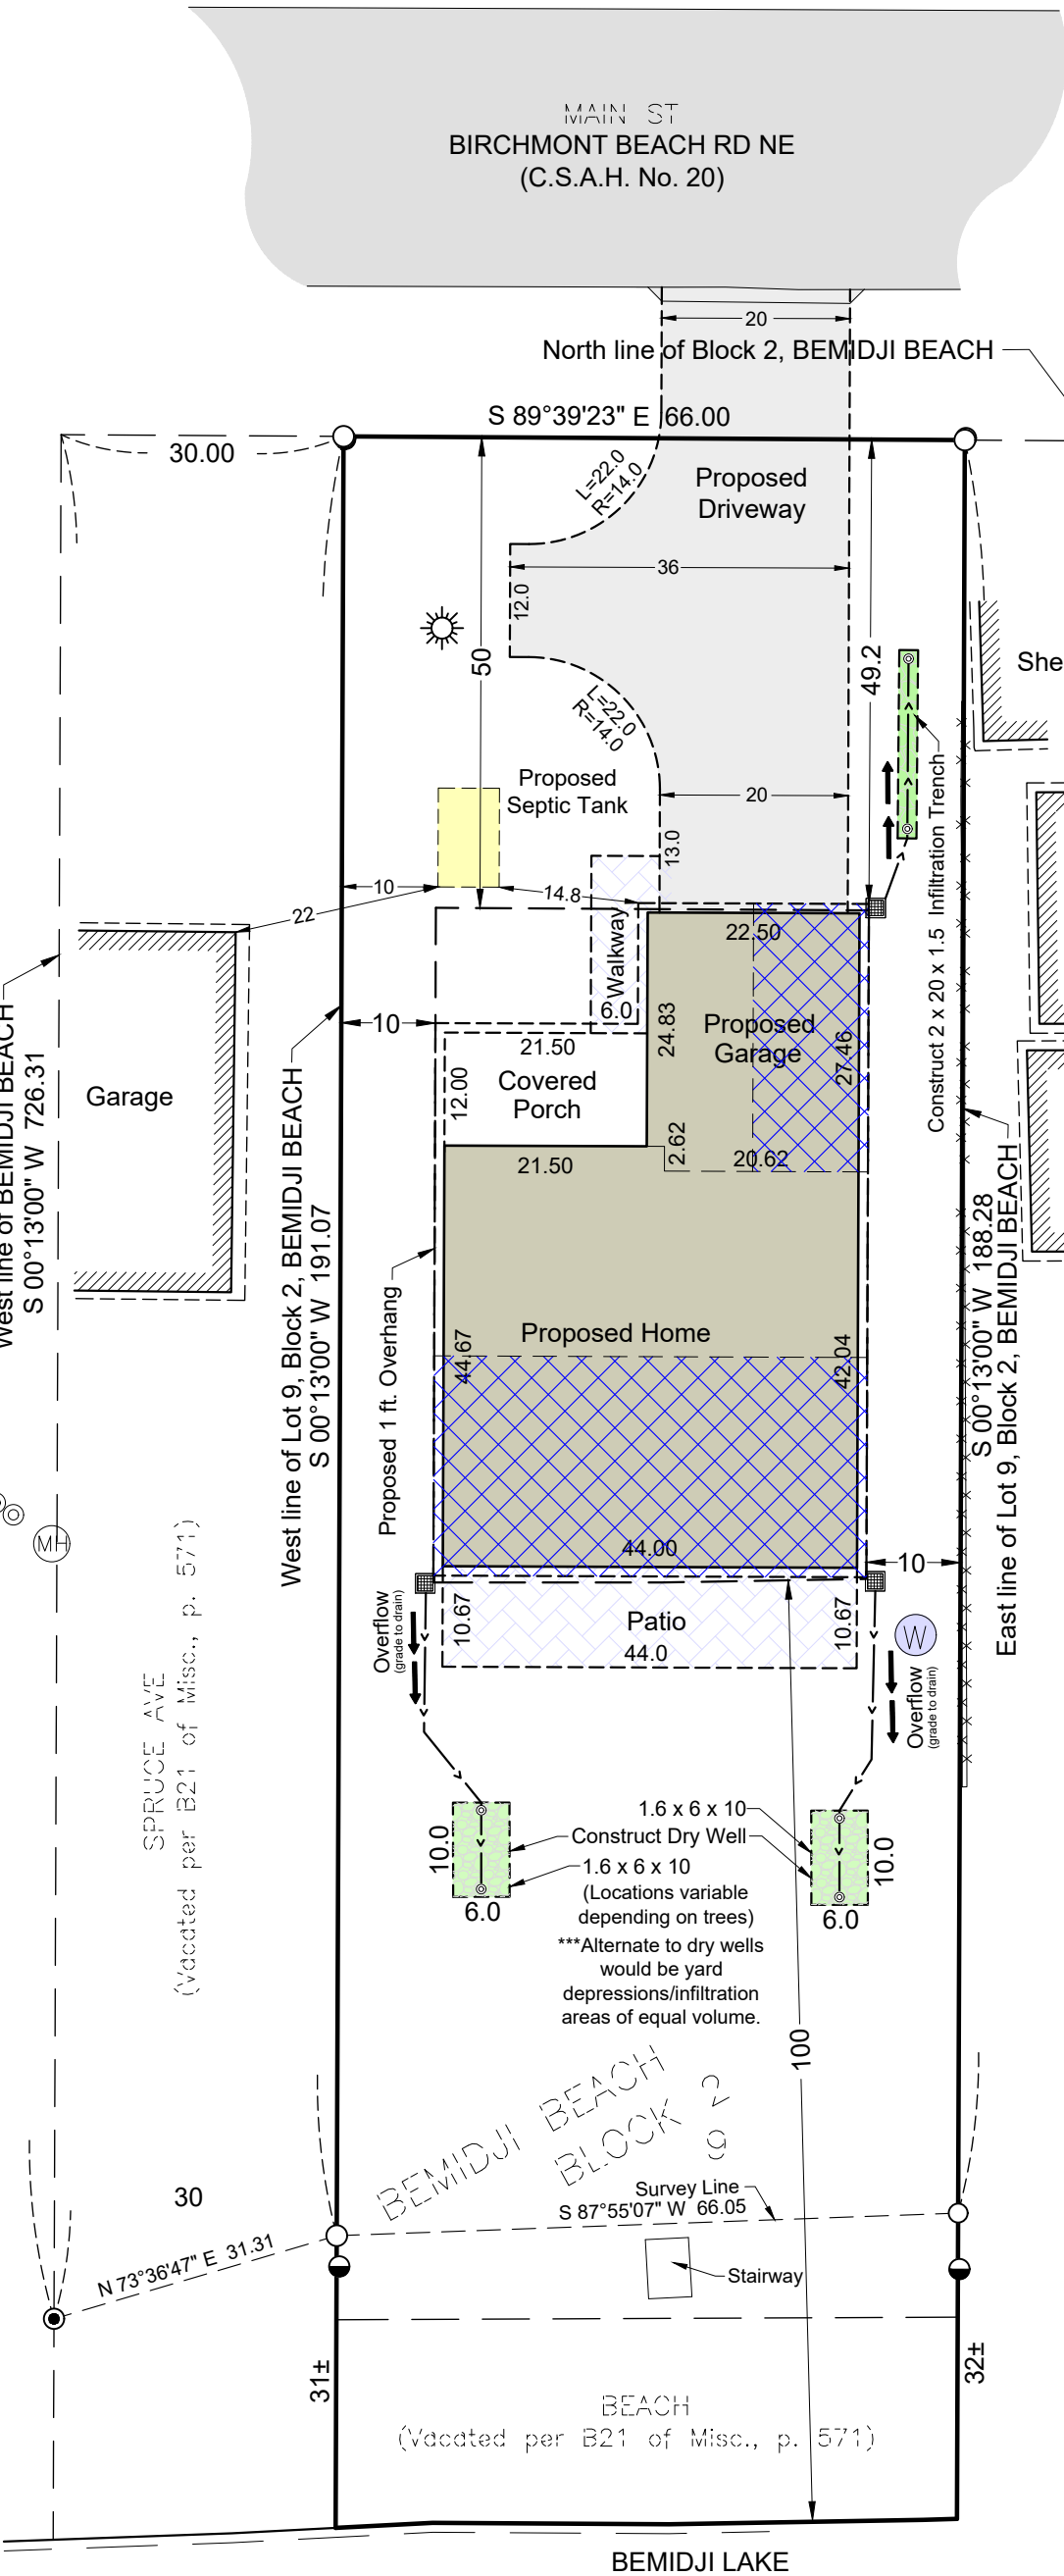 MAIN ST
BIRCHMONT BEACH RD NE
(C.S.A.H. No. 20)
20
North line of Block 2, BEMIDJI BEACH
S 89°39'23" E 66.00
30.00
L=22.0
R=14.0
Proposed
Driveway
36
12.0
50
49.2
She
L=22.0
R=14.0
Proposed
Septic Tank
20
13.0
Construct 2 x 20 x 1.5 Infiltration Trench
10
14.8
22
Walkway
6.0
22.50
10
21.50
24.83
Proposed
Garage
27.46
Garage
12.00
Covered
Porch
2.62
20.62
21.50
West line of BEMIDJI BEACH
S 00°13'00" W 726.31
West line of Lot 9, Block 2, BEMIDJI BEACH
S 00°13'00" W 191.07
Proposed 1 ft. Overhang
Proposed Home
44.67
42.04
S 00°13'00" W 188.28
East line of Lot 9, Block 2, BEMIDJI BEACH
MH
44.00
10
Overflow
(grade to drain)
10.67
Patio
44.0
10.67
W
Overflow
(grade to drain)
SPRUCE AVE
(Vacated per B21 of Misc., p. 571)
1.6 x 6 x 10
Construct Dry Well
1.6 x 6 x 10
(Locations variable
depending on trees)
10.0
6.0
10.0
6.0
***Alternate to dry wells
would be yard
depressions/infiltration
areas of equal volume.
100
BEMIDJI BEACH
BLOCK 2
9
30
Survey Line
S 87°55'07" W 66.05
N 73°36'47" E 31.31
Stairway
31±
32±
BEACH
(Vacated per B21 of Misc., p. 571)
BEMIDJI LAKE